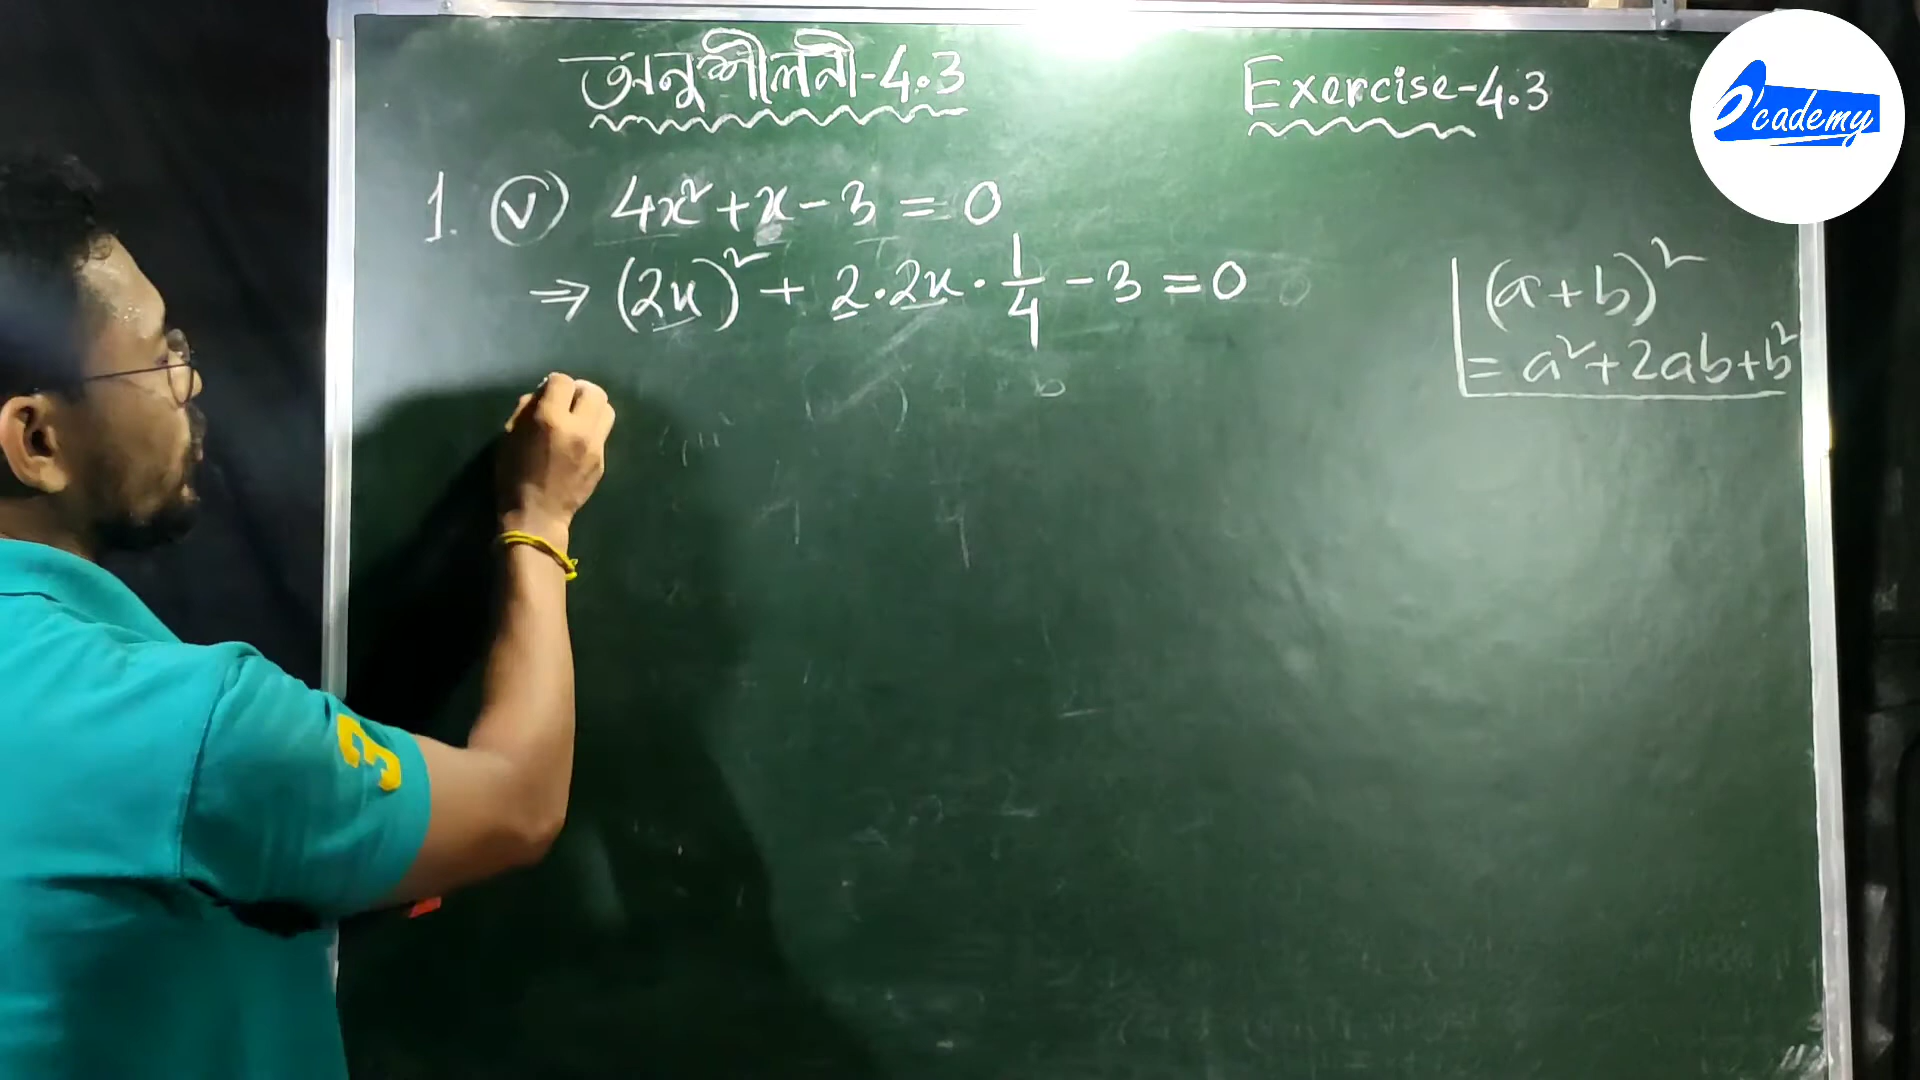 অনুশীলনী-4.3
Exercise-4.3
1. (v) 4x² + x - 3 = 0
⇒ (2x)² + 2 . 2x . 1/4 - 3 = 0
(a+b)²
= a²+2ab+b²
cademy
3